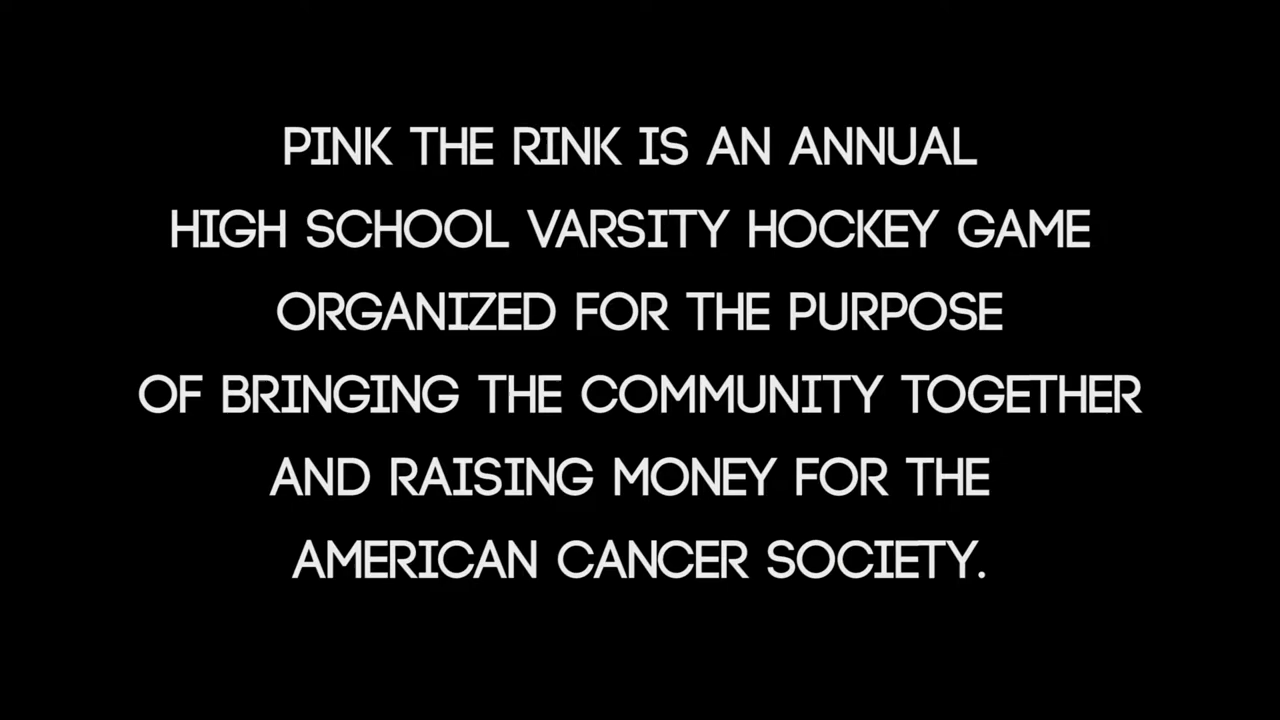 PINK THE RINK IS AN ANNUAL
HIGH SCHOOL VARSITY HOCKEY GAME
ORGANIZED FOR THE PURPOSE
OF BRINGING THE COMMUNITY TOGETHER
AND RAISING MONEY FOR THE
AMERICAN CANCER SOCIETY.